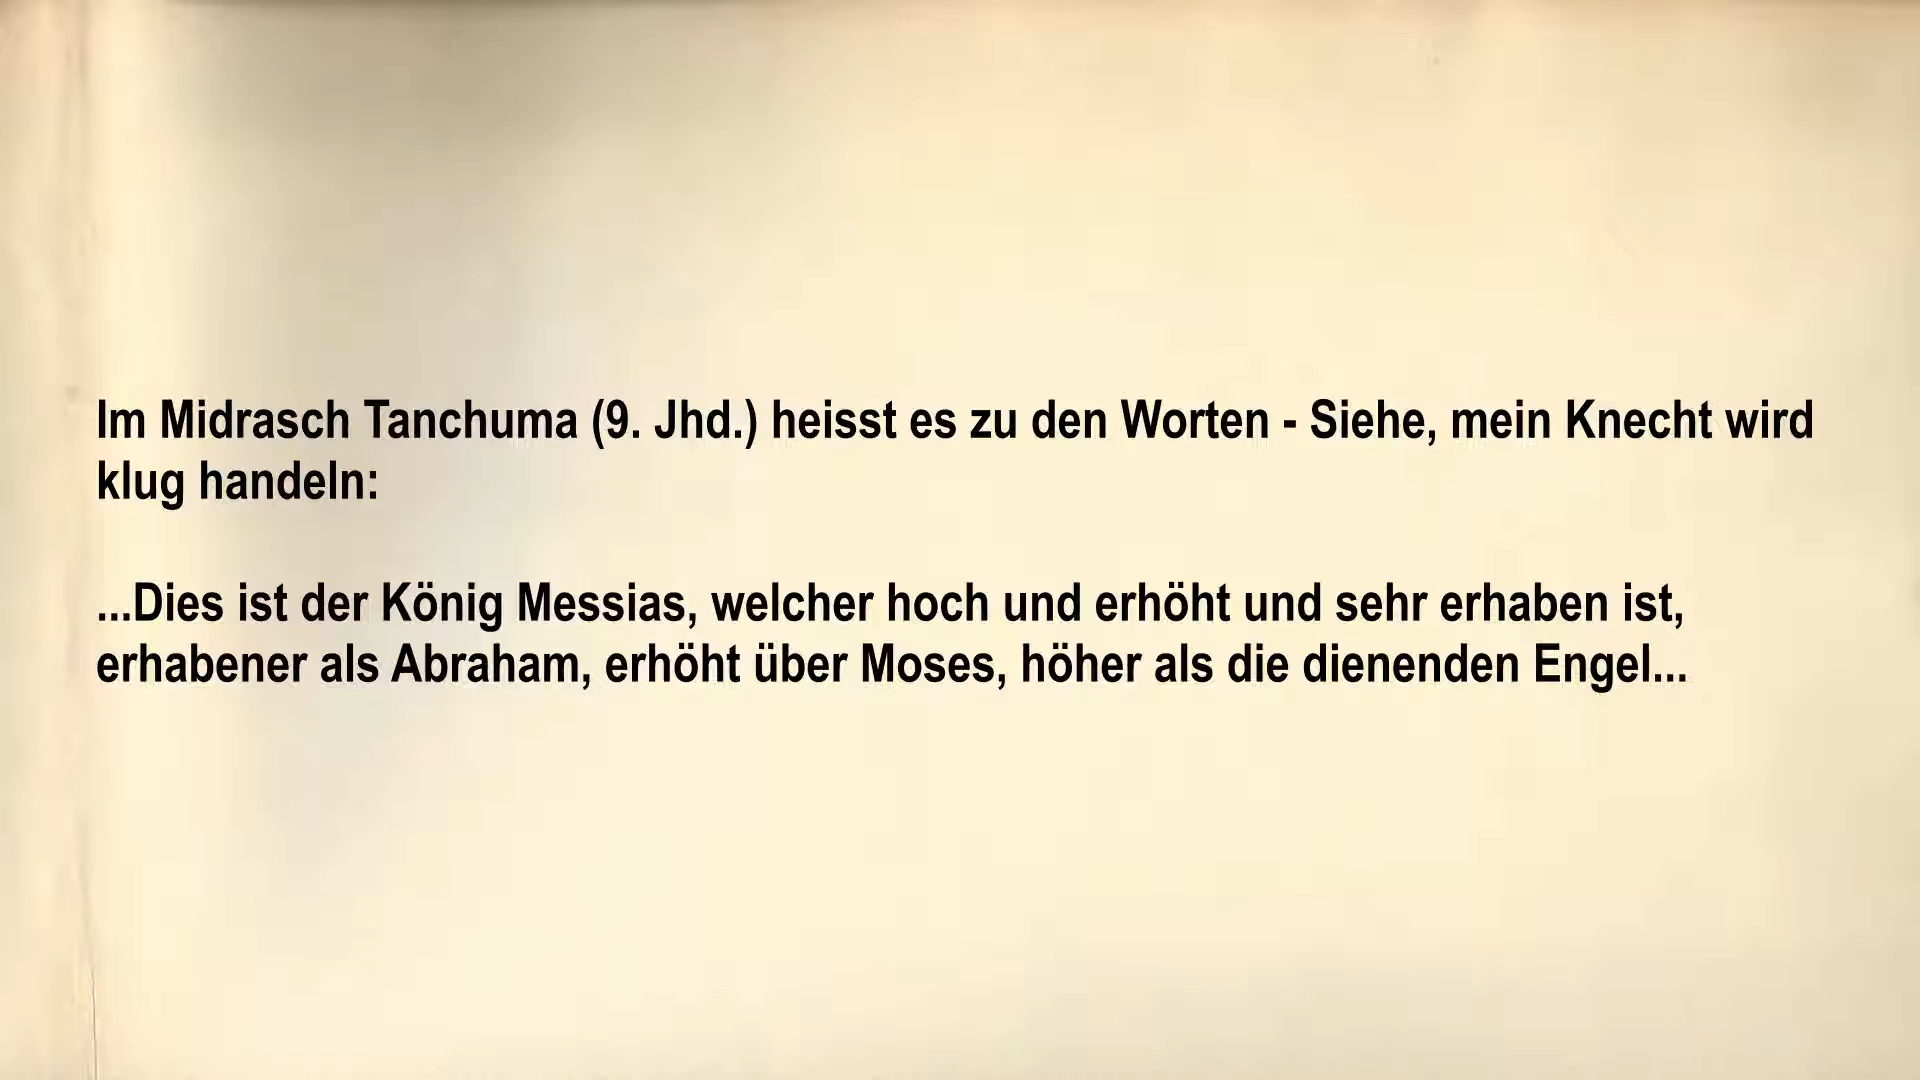 Im Midrasch Tanchuma (9. Jhd.) heisst es zu den Worten - Siehe, mein Knecht wird
klug handeln:
...Dies ist der König Messias, welcher hoch und erhöht und sehr erhaben ist,
erhabener als Abraham, erhöht über Moses, höher als die dienenden Engel...